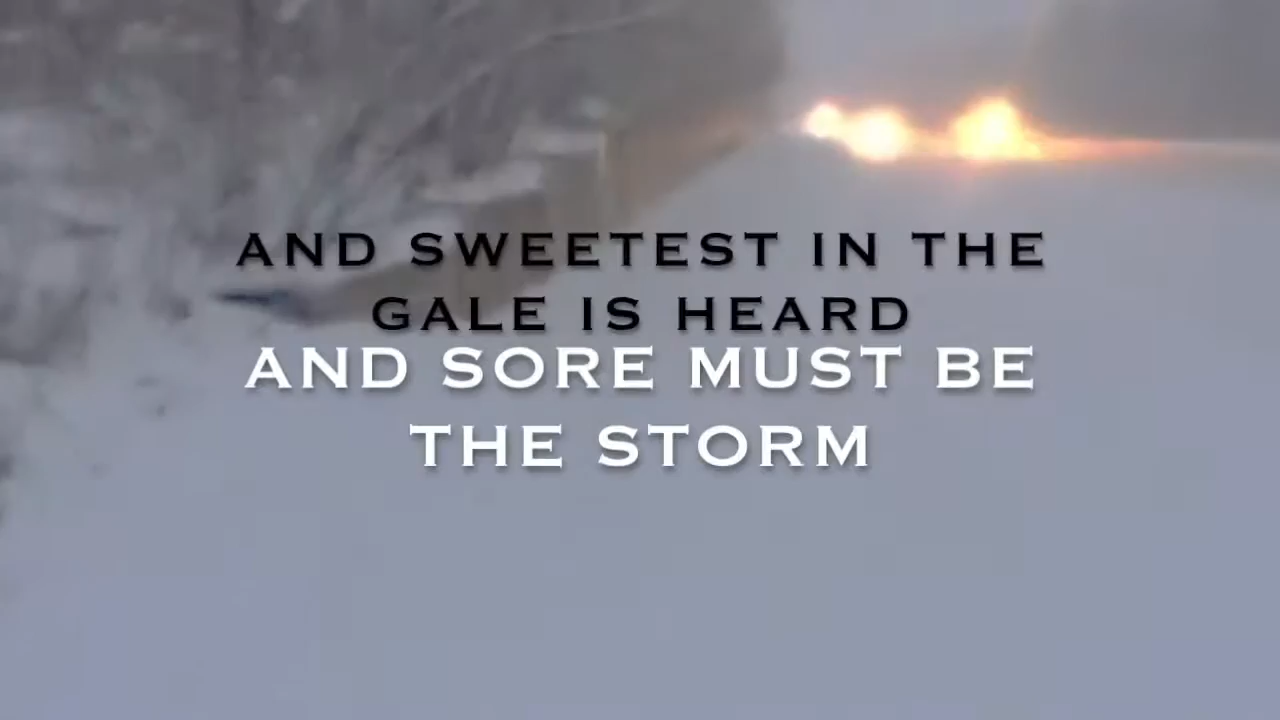 AND SWEETEST IN THE
GALE IS HEARD
AND SORE MUST BE
THE STORM